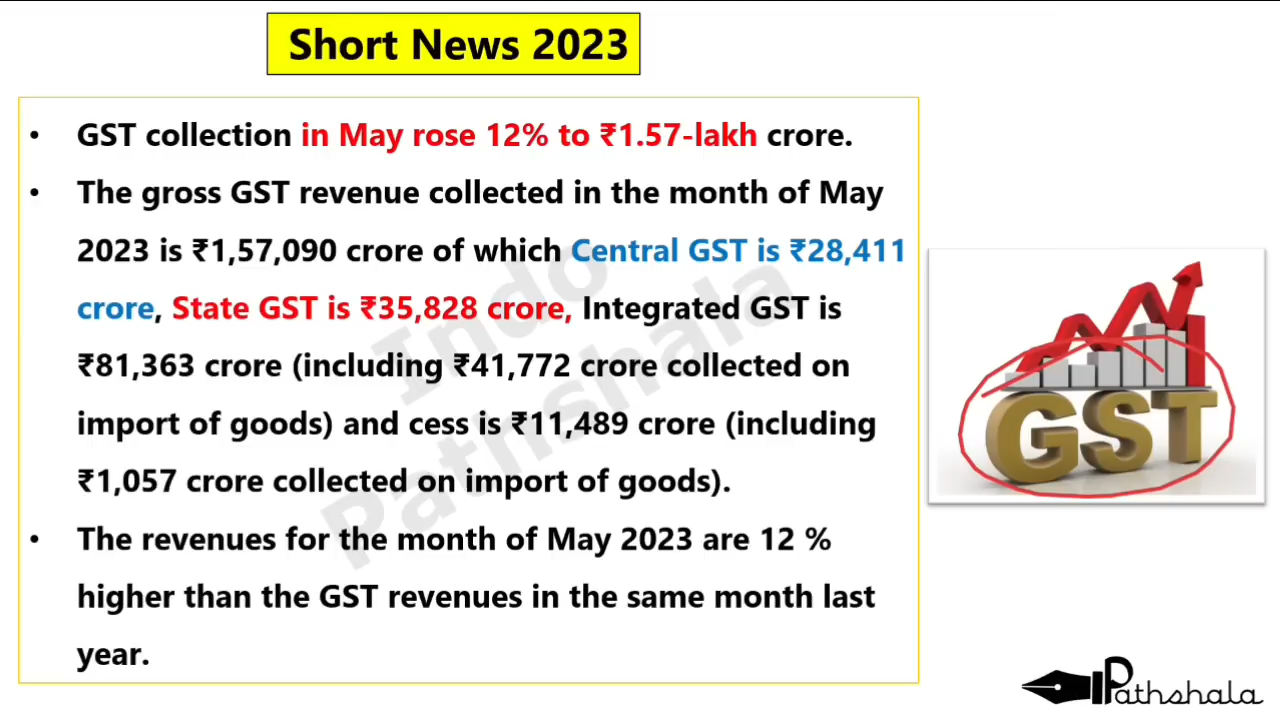 Short News 2023
• GST collection in May rose 12% to ₹1.57-lakh crore.
• The gross GST revenue collected in the month of May
2023 is ₹1,57,090 crore of which Central GST is ₹28,411
crore, State GST is ₹35,828 crore, Integrated GST is
₹81,363 crore (including ₹41,772 crore collected on
import of goods) and cess is ₹11,489 crore (including
₹1,057 crore collected on import of goods).
• The revenues for the month of May 2023 are 12 %
higher than the GST revenues in the same month last
year.
Indo
Pathshala
GST
Pathshala